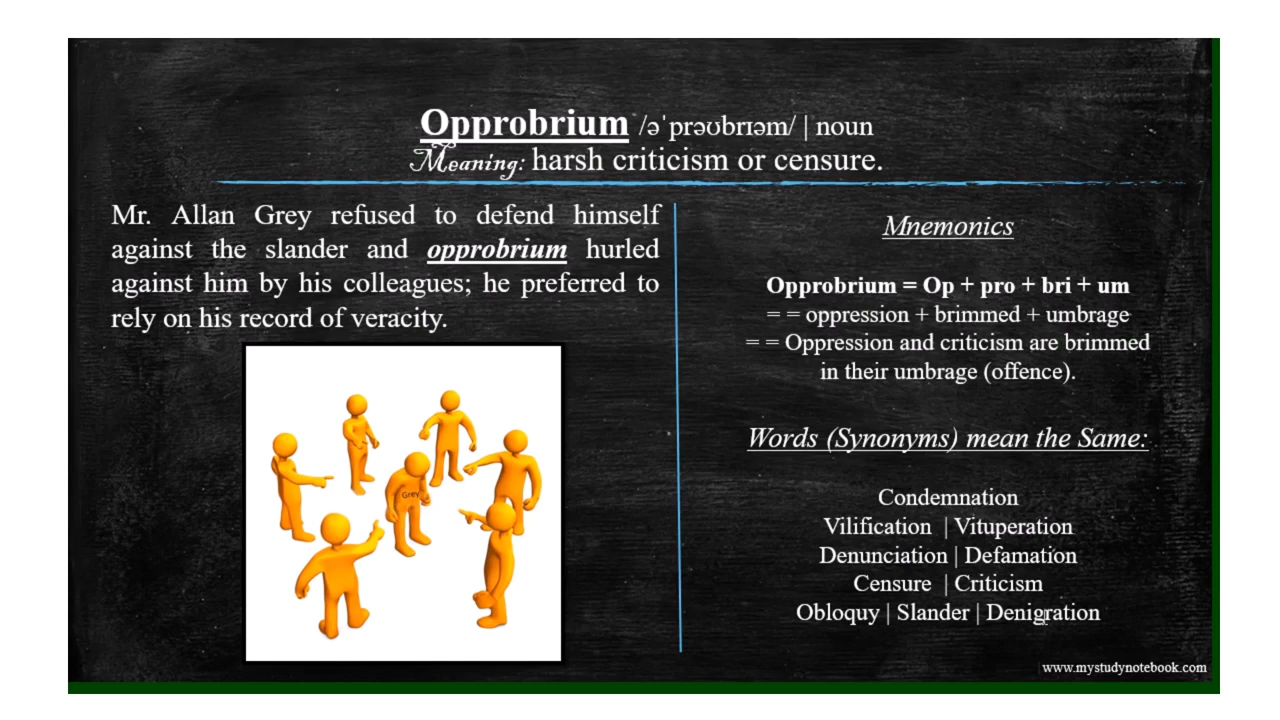 Opprobrium /əˈprəʊbrɪəm/ | noun
Meaning: harsh criticism or censure.
Mr. Allan Grey refused to defend himself
against the slander and opprobrium hurled
against him by his colleagues; he preferred to
rely on his record of veracity.
Grey
Mnemonics
Opprobrium = Op + pro + bri + um
= = oppression + brimmed + umbrage
= = Oppression and criticism are brimmed
in their umbrage (offence).
Words (Synonyms) mean the Same:
Condemnation
Vilification | Vituperation
Denunciation | Defamation
Censure | Criticism
Obloquy | Slander | Denigration
www.mystudynotebook.com